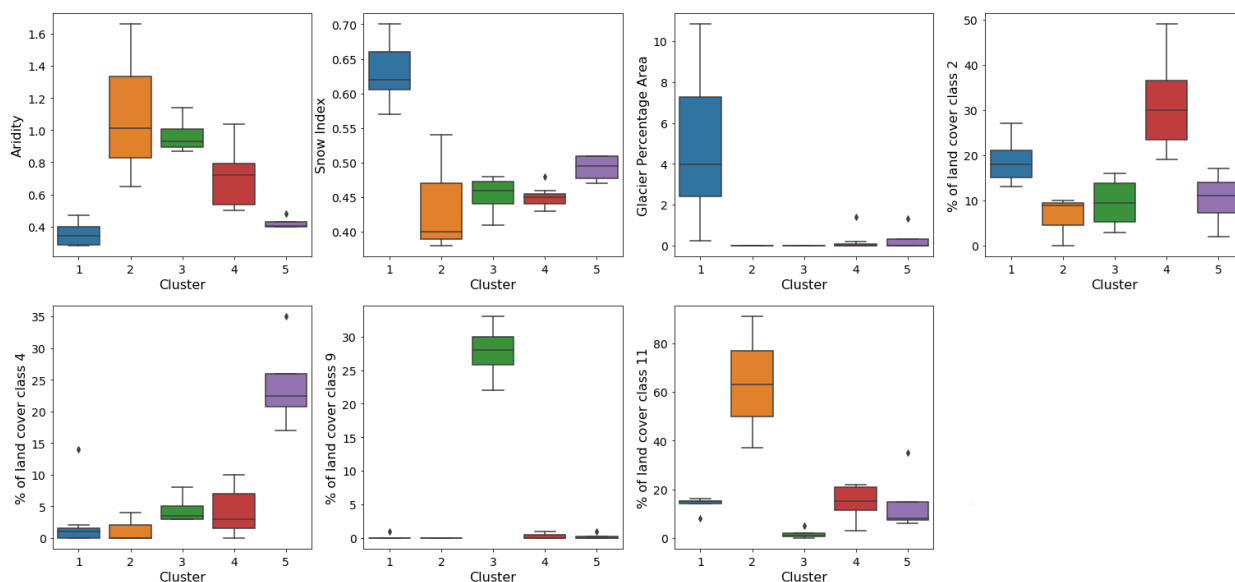 Aridity
1.6
1.4
1.2
1.0
0.8
0.6
0.4
1 2 3 4 5
Cluster
Snow Index
0.70
0.65
0.60
0.55
0.50
0.45
0.40
1 2 3 4 5
Cluster
Glacier Percentage Area
10
8
6
4
2
0
1 2 3 4 5
Cluster
% of land cover class 2
50
40
30
20
10
0
1 2 3 4 5
Cluster
% of land cover class 4
35
30
25
20
15
10
5
0
1 2 3 4 5
Cluster
% of land cover class 9
30
25
20
15
10
5
0
1 2 3 4 5
Cluster
% of land cover class 11
80
60
40
20
0
1 2 3 4 5
Cluster